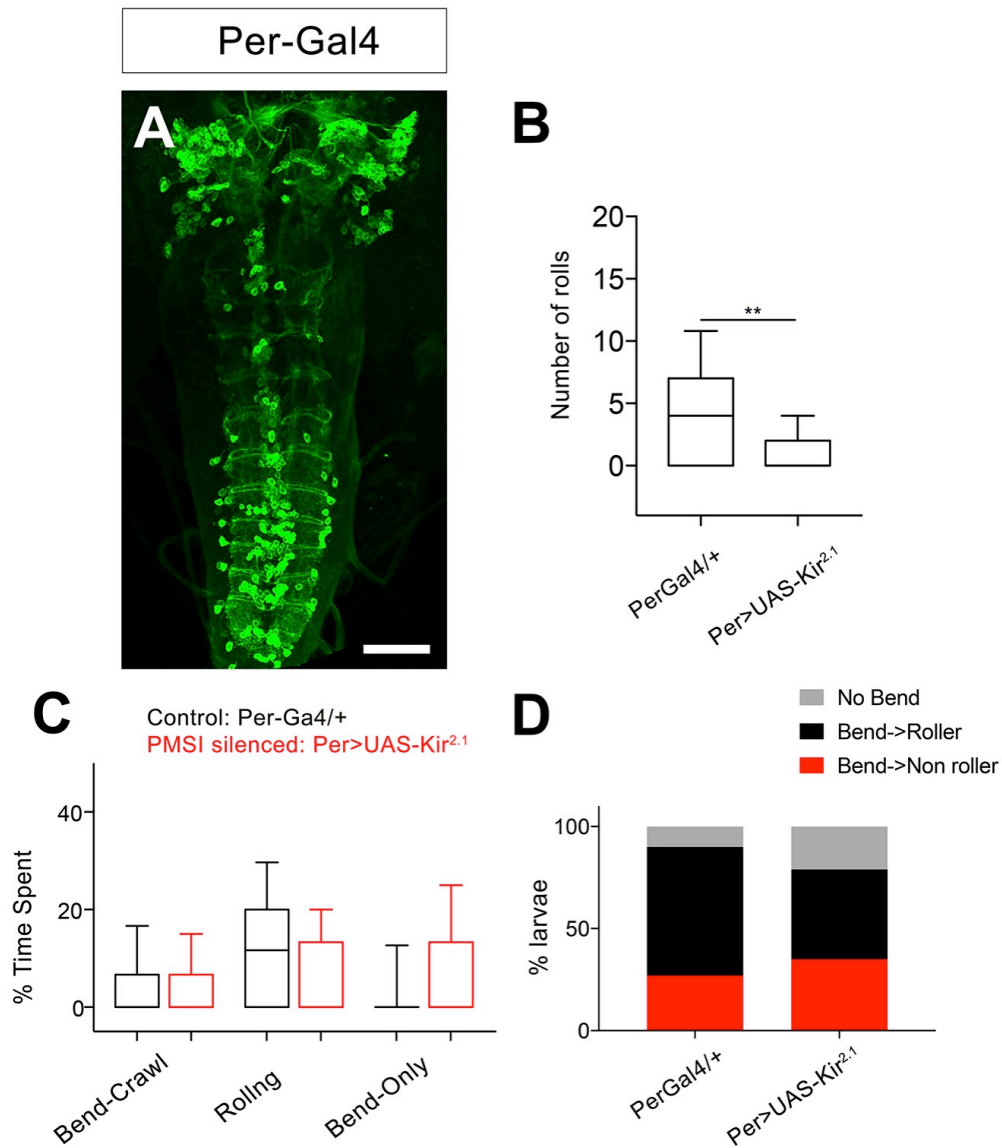 Per-Gal4
A
B
20
15
10
5
0
Number of rolls
**
PerGal4/+
Per>UAS-Kir2.1
C
Control: Per-Ga4/+
PMSI silenced: Per>UAS-Kir2.1
40
20
0
% Time Spent
Bend-Crawl
Rollng
Bend-Only
D
No Bend
Bend->Roller
Bend->Non roller
100
50
0
% larvae
PerGal4/+
Per>UAS-Kir2.1